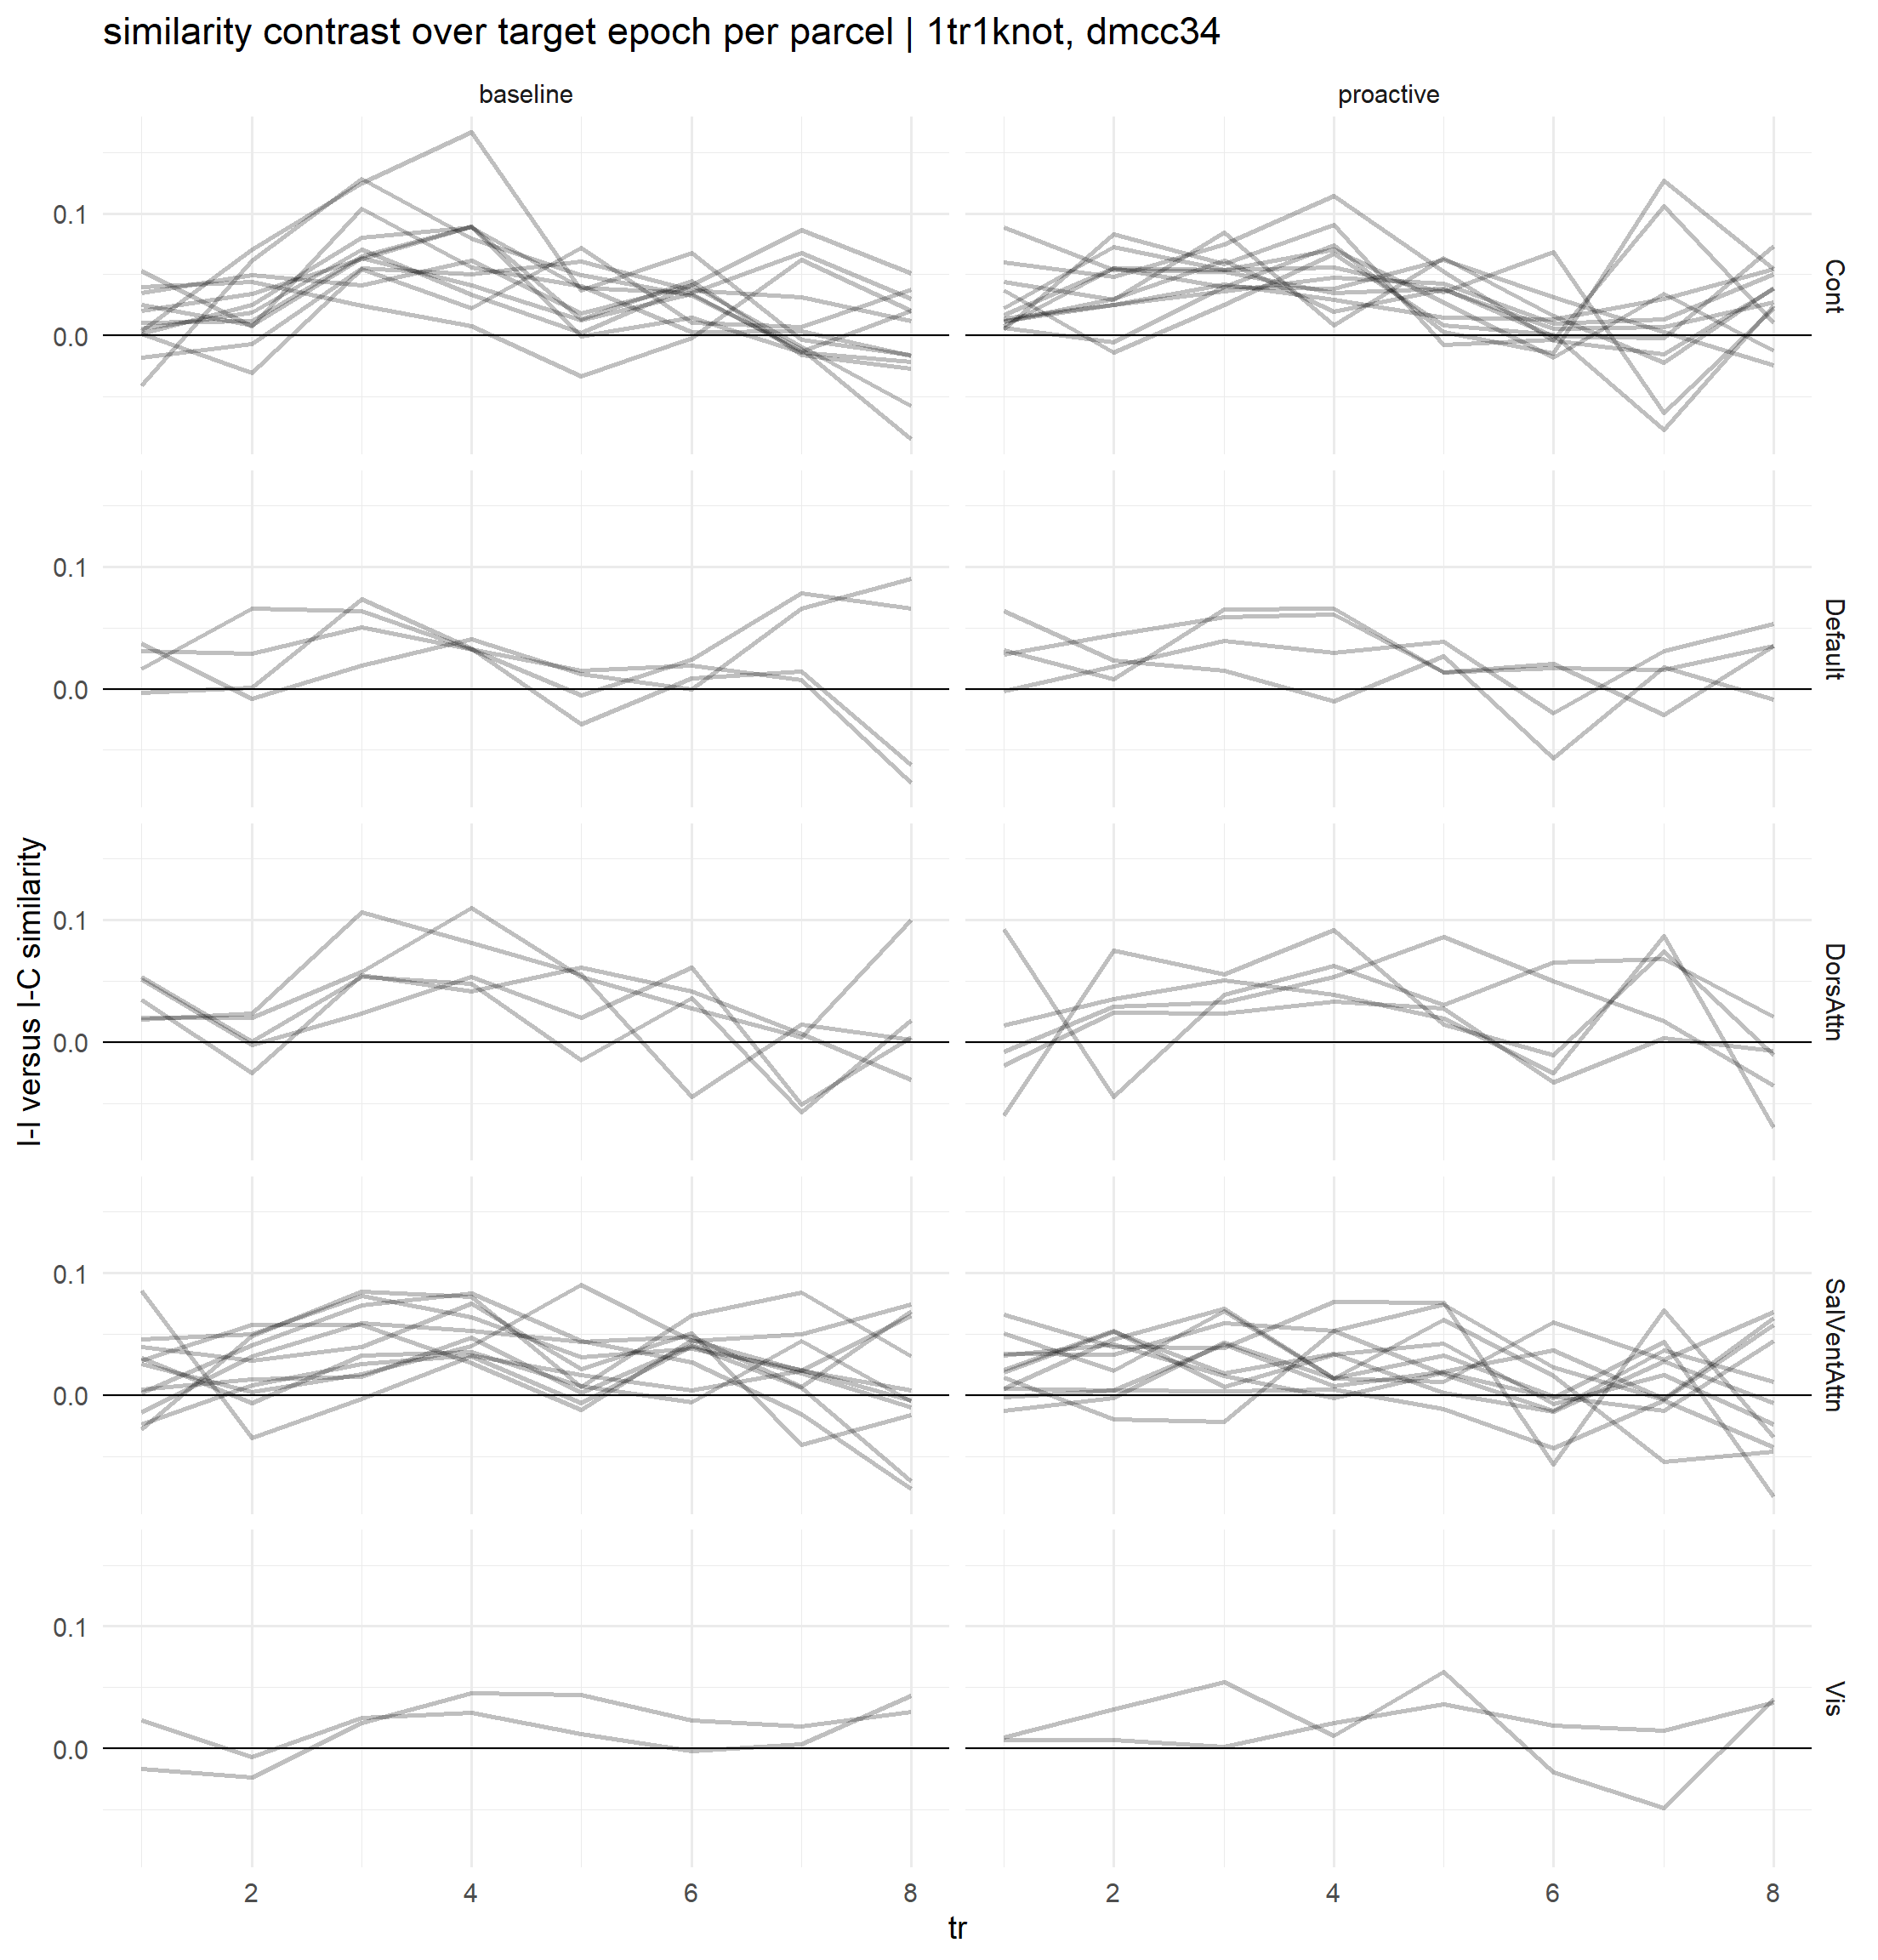 similarity contrast over target epoch per parcel | 1tr1knot, dmcc34
baseline
proactive
0.1
0.0
Cont
0.1
0.0
Default
I-I versus I-C similarity
0.1
0.0
DorsAttn
0.1
0.0
SalVentAttn
0.1
0.0
Vis
2
4
6
8
2
4
6
8
tr